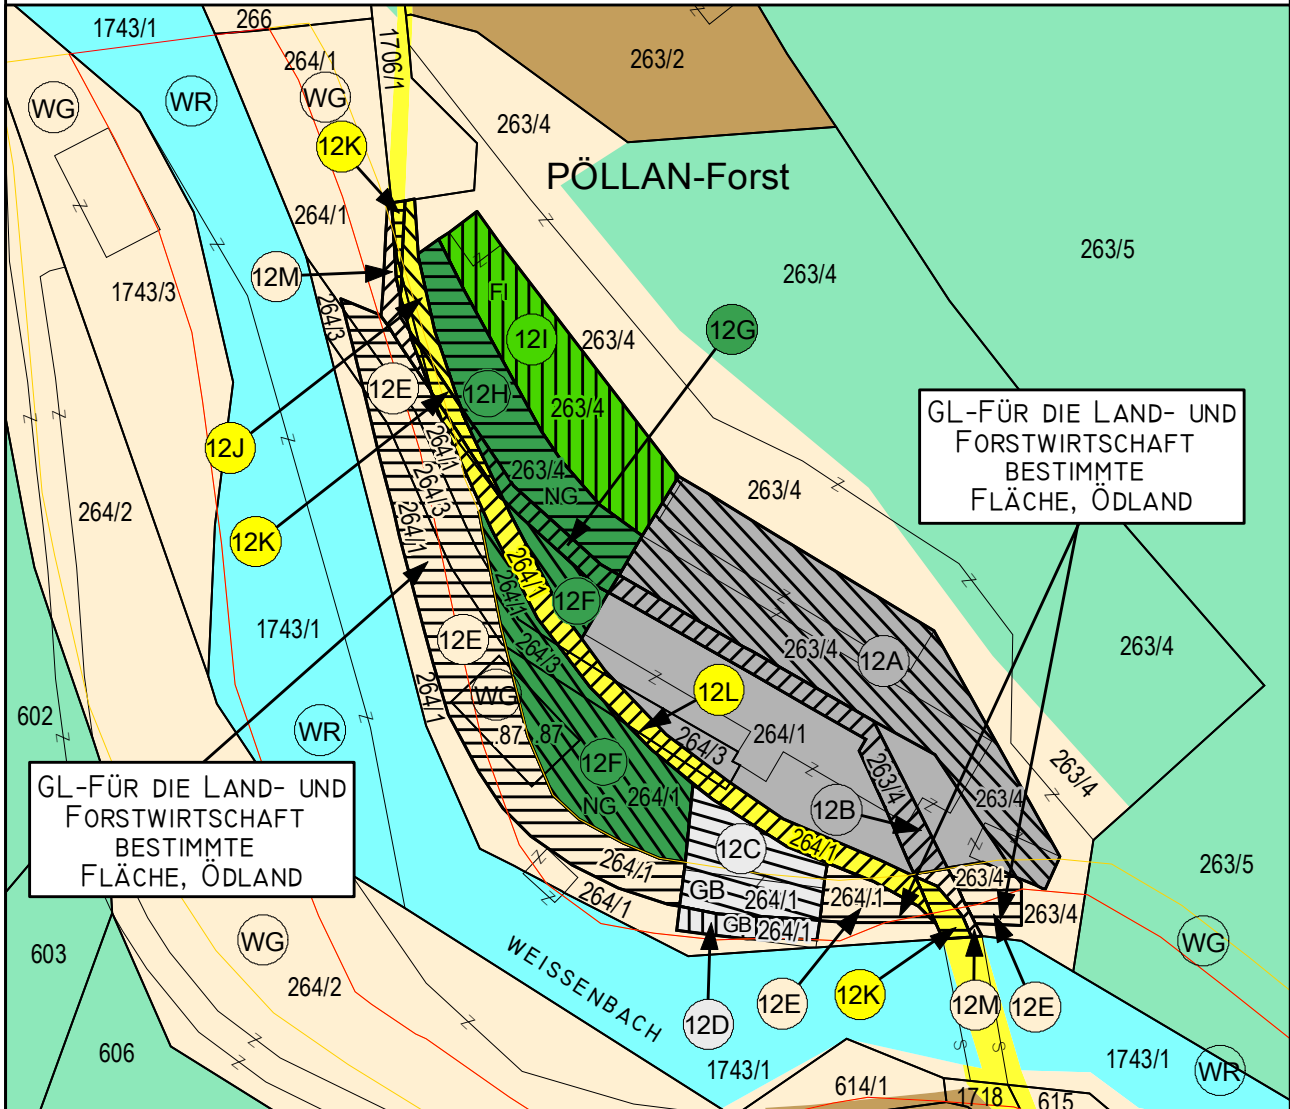 1743/1
266
264/1
1706/1
263/2
WG
WR
WG
12K
263/4
PÖLLAN-Forst
264/1
263/5
12M
263/4
1743/3
264/3
FI
12I
263/4
12G
12E
12H
263/4
GL-FÜR DIE LAND- UND
FORSTWIRTSCHAFT
BESTIMMTE
FLÄCHE, ÖDLAND
12J
264/1
263/4
NG
264/3
263/4
264/2
264/1
12K
264/1
264/1
12F
1743/1
12E
264/3
263/4
12A
263/4
WG
264/1
12L
602
WR
.87
.87
264/3
264/1
12F
263/4
263/4
GL-FÜR DIE LAND- UND
FORSTWIRTSCHAFT
BESTIMMTE
FLÄCHE, ÖDLAND
NG
264/1
12B
263/4
264/1
12C
264/1
263/4
263/5
GB
264/1
264/1
264/1
263/4
GB
264/1
WG
WG
603
WEISSENBACH
264/2
12D
12E
12K
12M
12E
606
1743/1
1743/1
WR
614/1
1718
615